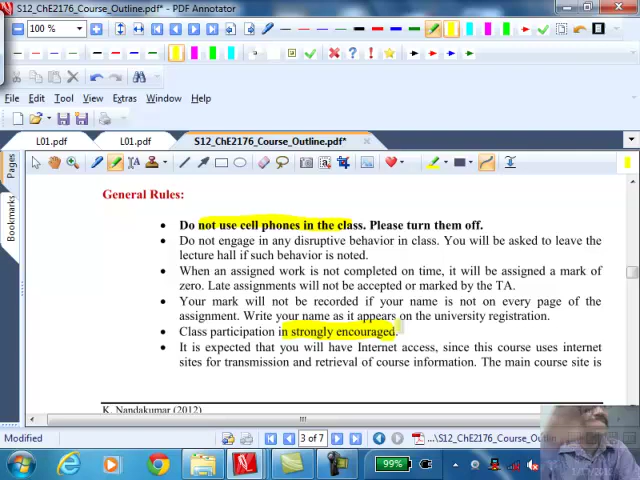 S12_ChE2176_Course_Outline.pdf* - PDF Annotator
100 %
File Edit Tool View Extras Window Help
L01.pdf L01.pdf S12_ChE2176_Course_Outline.pdf*
Pages
Bookmarks
General Rules:
• Do not use cell phones in the class. Please turn them off.
• Do not engage in any disruptive behavior in class. You will be asked to leave the
lecture hall if such behavior is noted.
• When an assigned work is not completed on time, it will be assigned a mark of
zero. Late assignments will not be accepted or marked by the TA.
• Your mark will not be recorded if your name is not on every page of the
assignment. Write your name as it appears on the university registration.
• Class participation in strongly encouraged.
• It is expected that you will have Internet access, since this course uses internet
sites for transmission and retrieval of course information. The main course site is
K. Nandakumar (2012)
Modified
3 of 7
...\S12_ChE2176_Course_Outlin
99%